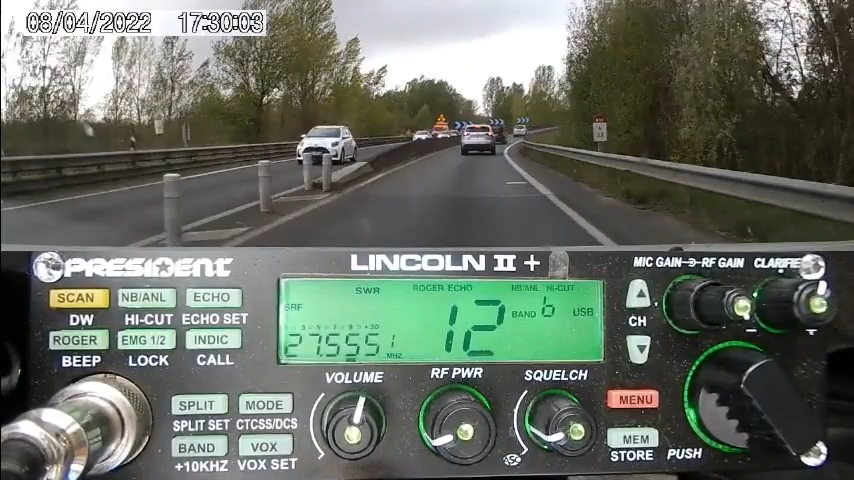 08/04/2022 17:30:03
PRESIDENT
LINCOLN II +
MIC GAIN RF GAIN CLARIFIER
SCAN NB/ANL ECHO
DW HI-CUT ECHO SET
ROGER EMG 1/2 INDIC
BEEP LOCK CALL
SWR ROGER ECHO NB/ANL HI-CUT
SRF
12 BAND b USB
27.555 MHZ
CH
VOLUME RF PWR SQUELCH
SPLIT MODE
SPLIT SET CTCSS/DCS
BAND VOX
+10KHZ VOX SET
ASC
MENU
MEM
STORE PUSH